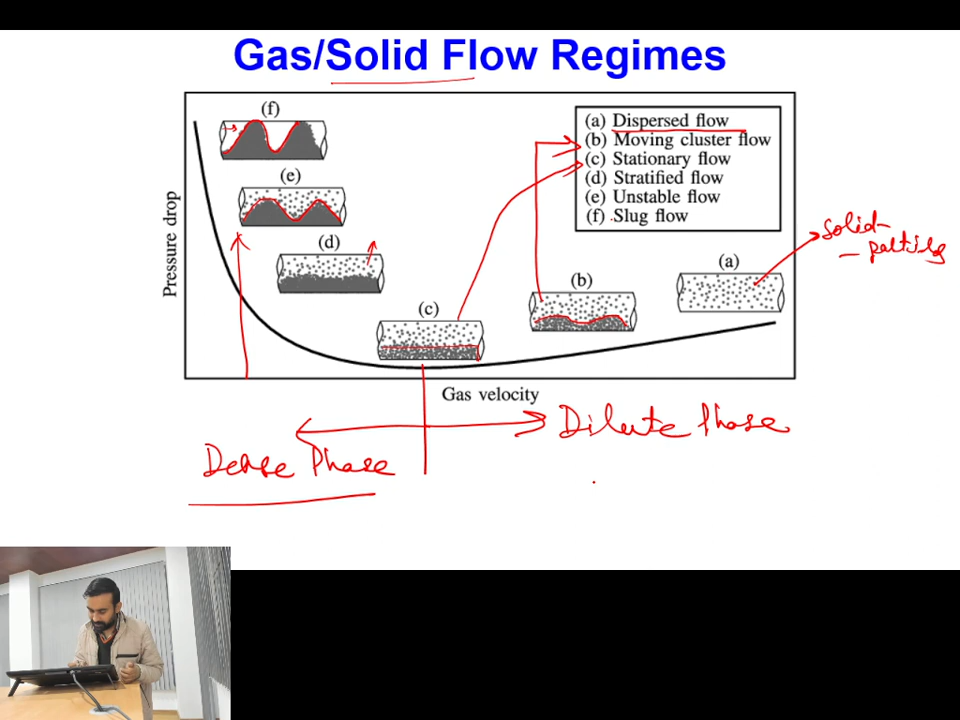 Gas/Solid Flow Regimes
(f)
(a) Dispersed flow
(b) Moving cluster flow
(c) Stationary flow
(d) Stratified flow
(e) Unstable flow
(f) Slug flow
(e)
(d)
(c)
(b)
(a)
Solid-
Pressure drop
Gas velocity
Dilute Phase
Dense Phase